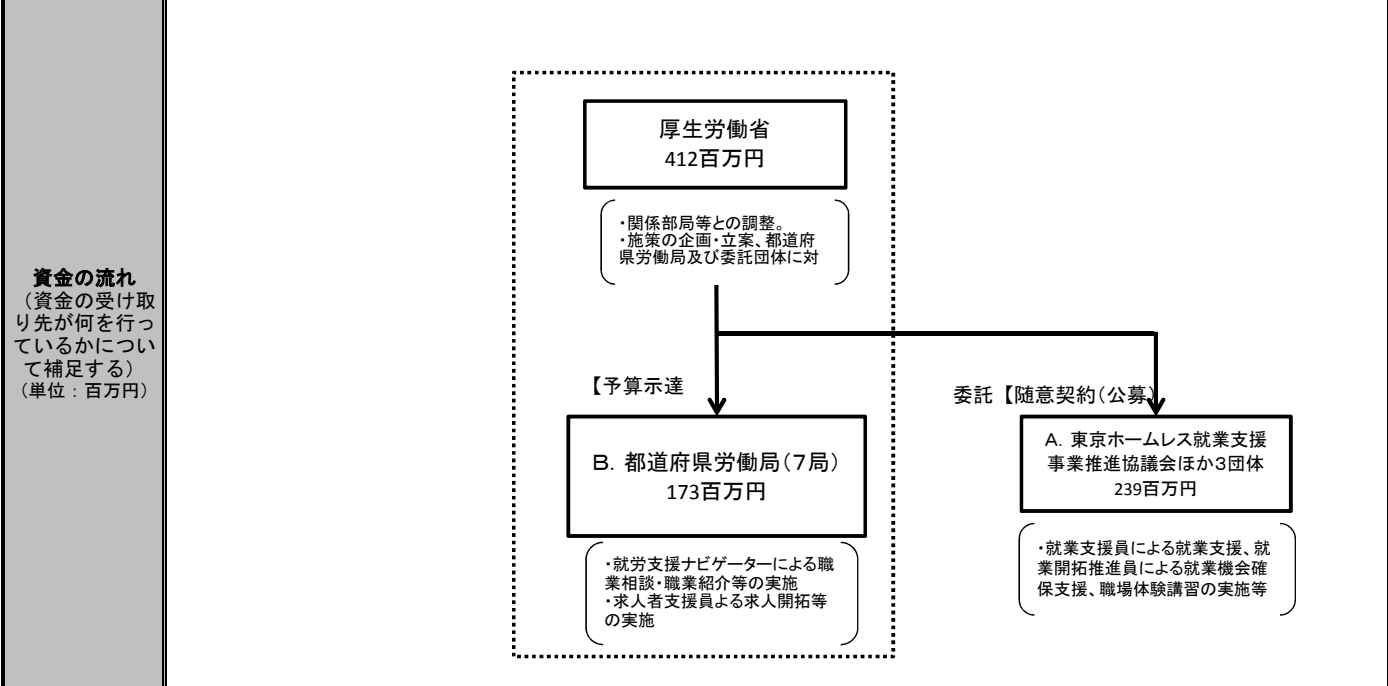 資金の流れ
（資金の受け取
り先が何を行っ
ているかについ
て補足する）
（単位：百万円）
厚生労働省
412百万円
・関係部局等との調整。
・施策の企画・立案、都道府
県労働局及び委託団体に対
【予算示達
委託【随意契約（公募）
B．都道府県労働局（７局）
173百万円
A．東京ホームレス就業支援
事業推進協議会ほか３団体
239百万円
・就労支援ナビゲーターによる職
業相談・職業紹介等の実施
・求人者支援員よる求人開拓等
の実施
・就業支援員による就業支援、就
業開拓推進員による就業機会確
保支援、職場体験講習の実施等